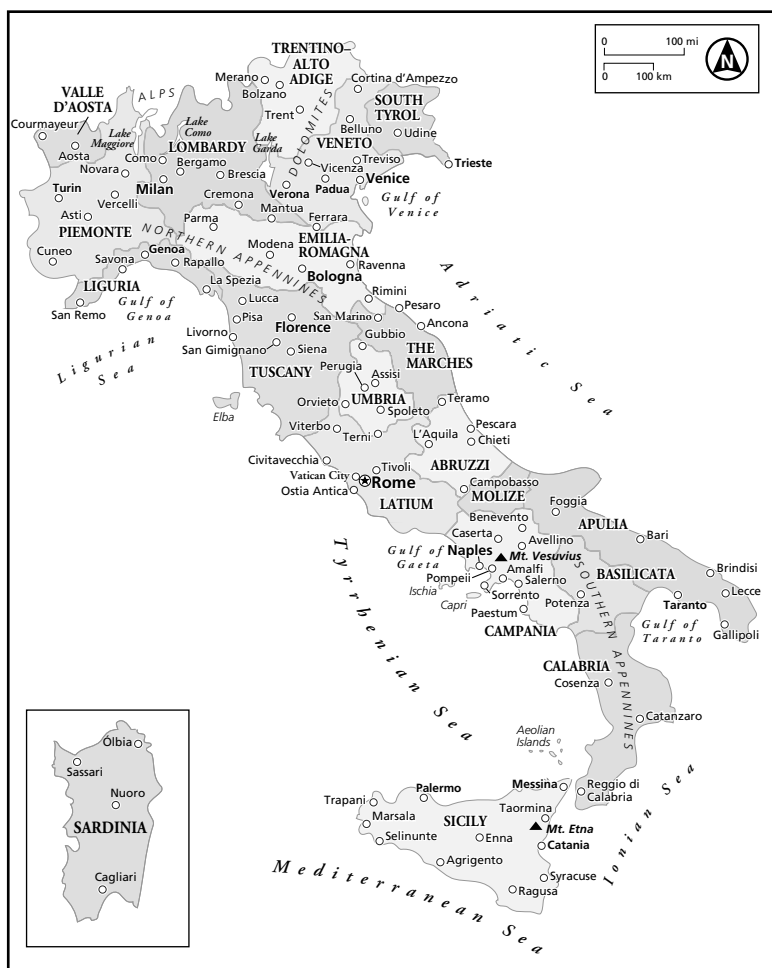 0 100 mi
0 100 km
N
TRENTINO-
ALTO
ADIGE
Merano
Bolzano
Cortina d'Ampezzo
VALLE
D'AOSTA
ALPS
Trent
SOUTH
TYROL
Courmayeur
Lake
Maggiore
Lake
Como
Lake
Garda
DOLOMITES
Belluno
Udine
LOMBARDY
VENETO
Aosta
Como
Bergamo
Treviso
Trieste
Novara
Brescia
Vicenza
Turin
Milan
Verona
Padua
Venice
Vercelli
Cremona
Mantua
Gulf of
Venice
Asti
Parma
Ferrara
PIEMONTE
NORTHERN APPENNINES
EMILIA-
ROMAGNA
Cuneo
Genoa
Modena
Savona
Rapallo
Bologna
Ravenna
LIGURIA
La Spezia
Gulf of
Genoa
Lucca
Rimini
San Remo
Pisa
San Marino
Pesaro
Florence
Ancona
Livorno
Gubbio
San Gimignano
Siena
THE
MARCHES
Adriatic Sea
Ligurian
Sea
TUSCANY
Perugia
Assisi
UMBRIA
Elba
Orvieto
Spoleto
Teramo
Viterbo
Terni
L'Aquila
Pescara
Chieti
Civitavecchia
Tivoli
ABRUZZI
Vatican City
Rome
Ostia Antica
LATIUM
Campobasso
MOLIZE
Foggia
Benevento
APULIA
Caserta
Avellino
Bari
Gulf of
Gaeta
Naples
Mt. Vesuvius
Pompeii
Amalfi
Salerno
BASILICATA
Brindisi
Ischia
Capri
Sorrento
Potenza
Taranto
Lecce
Paestum
SOUTHERN APPENNINES
Gulf of
Taranto
Gallipoli
CAMPANIA
Tyrrhenian Sea
CALABRIA
Cosenza
Catanzaro
Aeolian
Islands
Messina
Reggio di
Calabria
Palermo
Trapani
Taormina
Marsala
SICILY
Mt. Etna
Selinunte
Enna
Catania
Agrigento
Syracuse
Ragusa
Ionian Sea
Mediterranean Sea
Ólbia
Sassari
Nuoro
SARDINIA
Cagliari